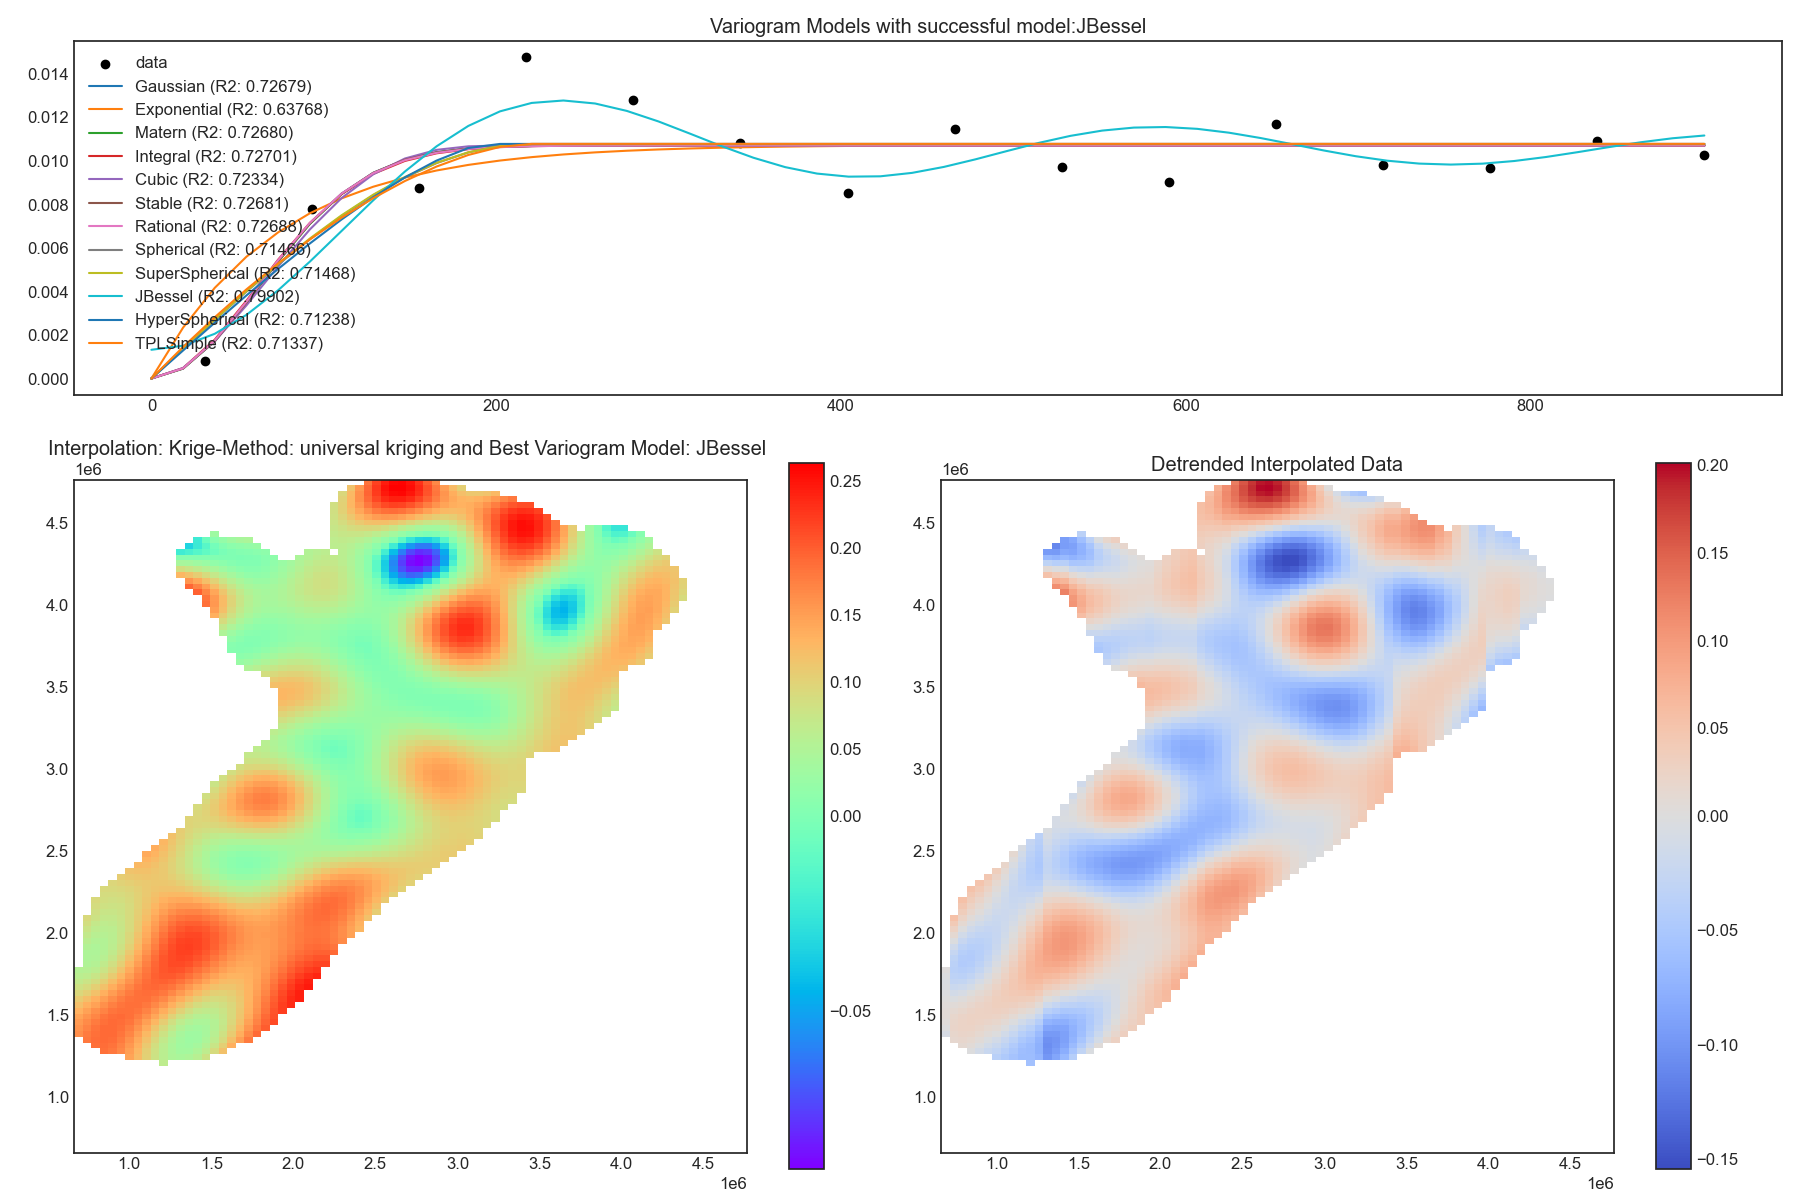 Variogram Models with successful model:JBessel
0.014
0.012
0.010
0.008
0.006
0.004
0.002
0.000
data
Gaussian (R2: 0.72679)
Exponential (R2: 0.63768)
Matern (R2: 0.72680)
Integral (R2: 0.72701)
Cubic (R2: 0.72334)
Stable (R2: 0.72681)
Rational (R2: 0.72688)
Spherical (R2: 0.71466)
SuperSpherical (R2: 0.71468)
JBessel (R2: 0.79902)
HyperSpherical (R2: 0.71238)
TPLSimple (R2: 0.71337)
0 200 400 600 800
Interpolation: Krige-Method: universal kriging and Best Variogram Model: JBessel
1e6
4.5
4.0
3.5
3.0
2.5
2.0
1.5
1.0
1.0 1.5 2.0 2.5 3.0 3.5 4.0 4.5
1e6
0.25
0.20
0.15
0.10
0.05
0.00
−0.05
Detrended Interpolated Data
1e6
4.5
4.0
3.5
3.0
2.5
2.0
1.5
1.0
1.0 1.5 2.0 2.5 3.0 3.5 4.0 4.5
1e6
0.20
0.15
0.10
0.05
0.00
−0.05
−0.10
−0.15